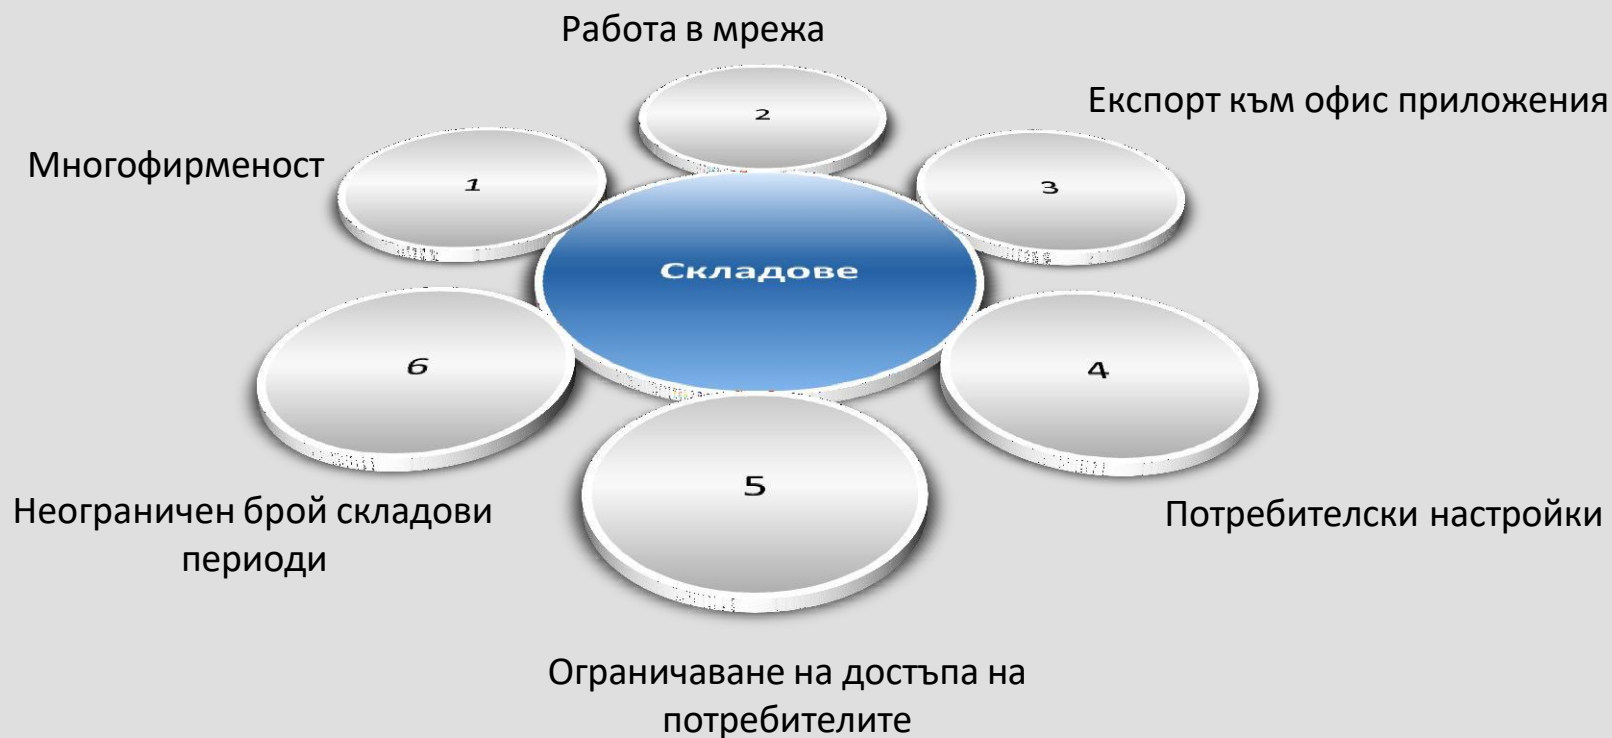 Работа в мрежа
2
Експорт към офис приложения
Многофирменост
1
3
Складове
6
4
5
Неограничен брой складови
периоди
Потребителски настройки
Ограничаване на достъпа на
потребителите